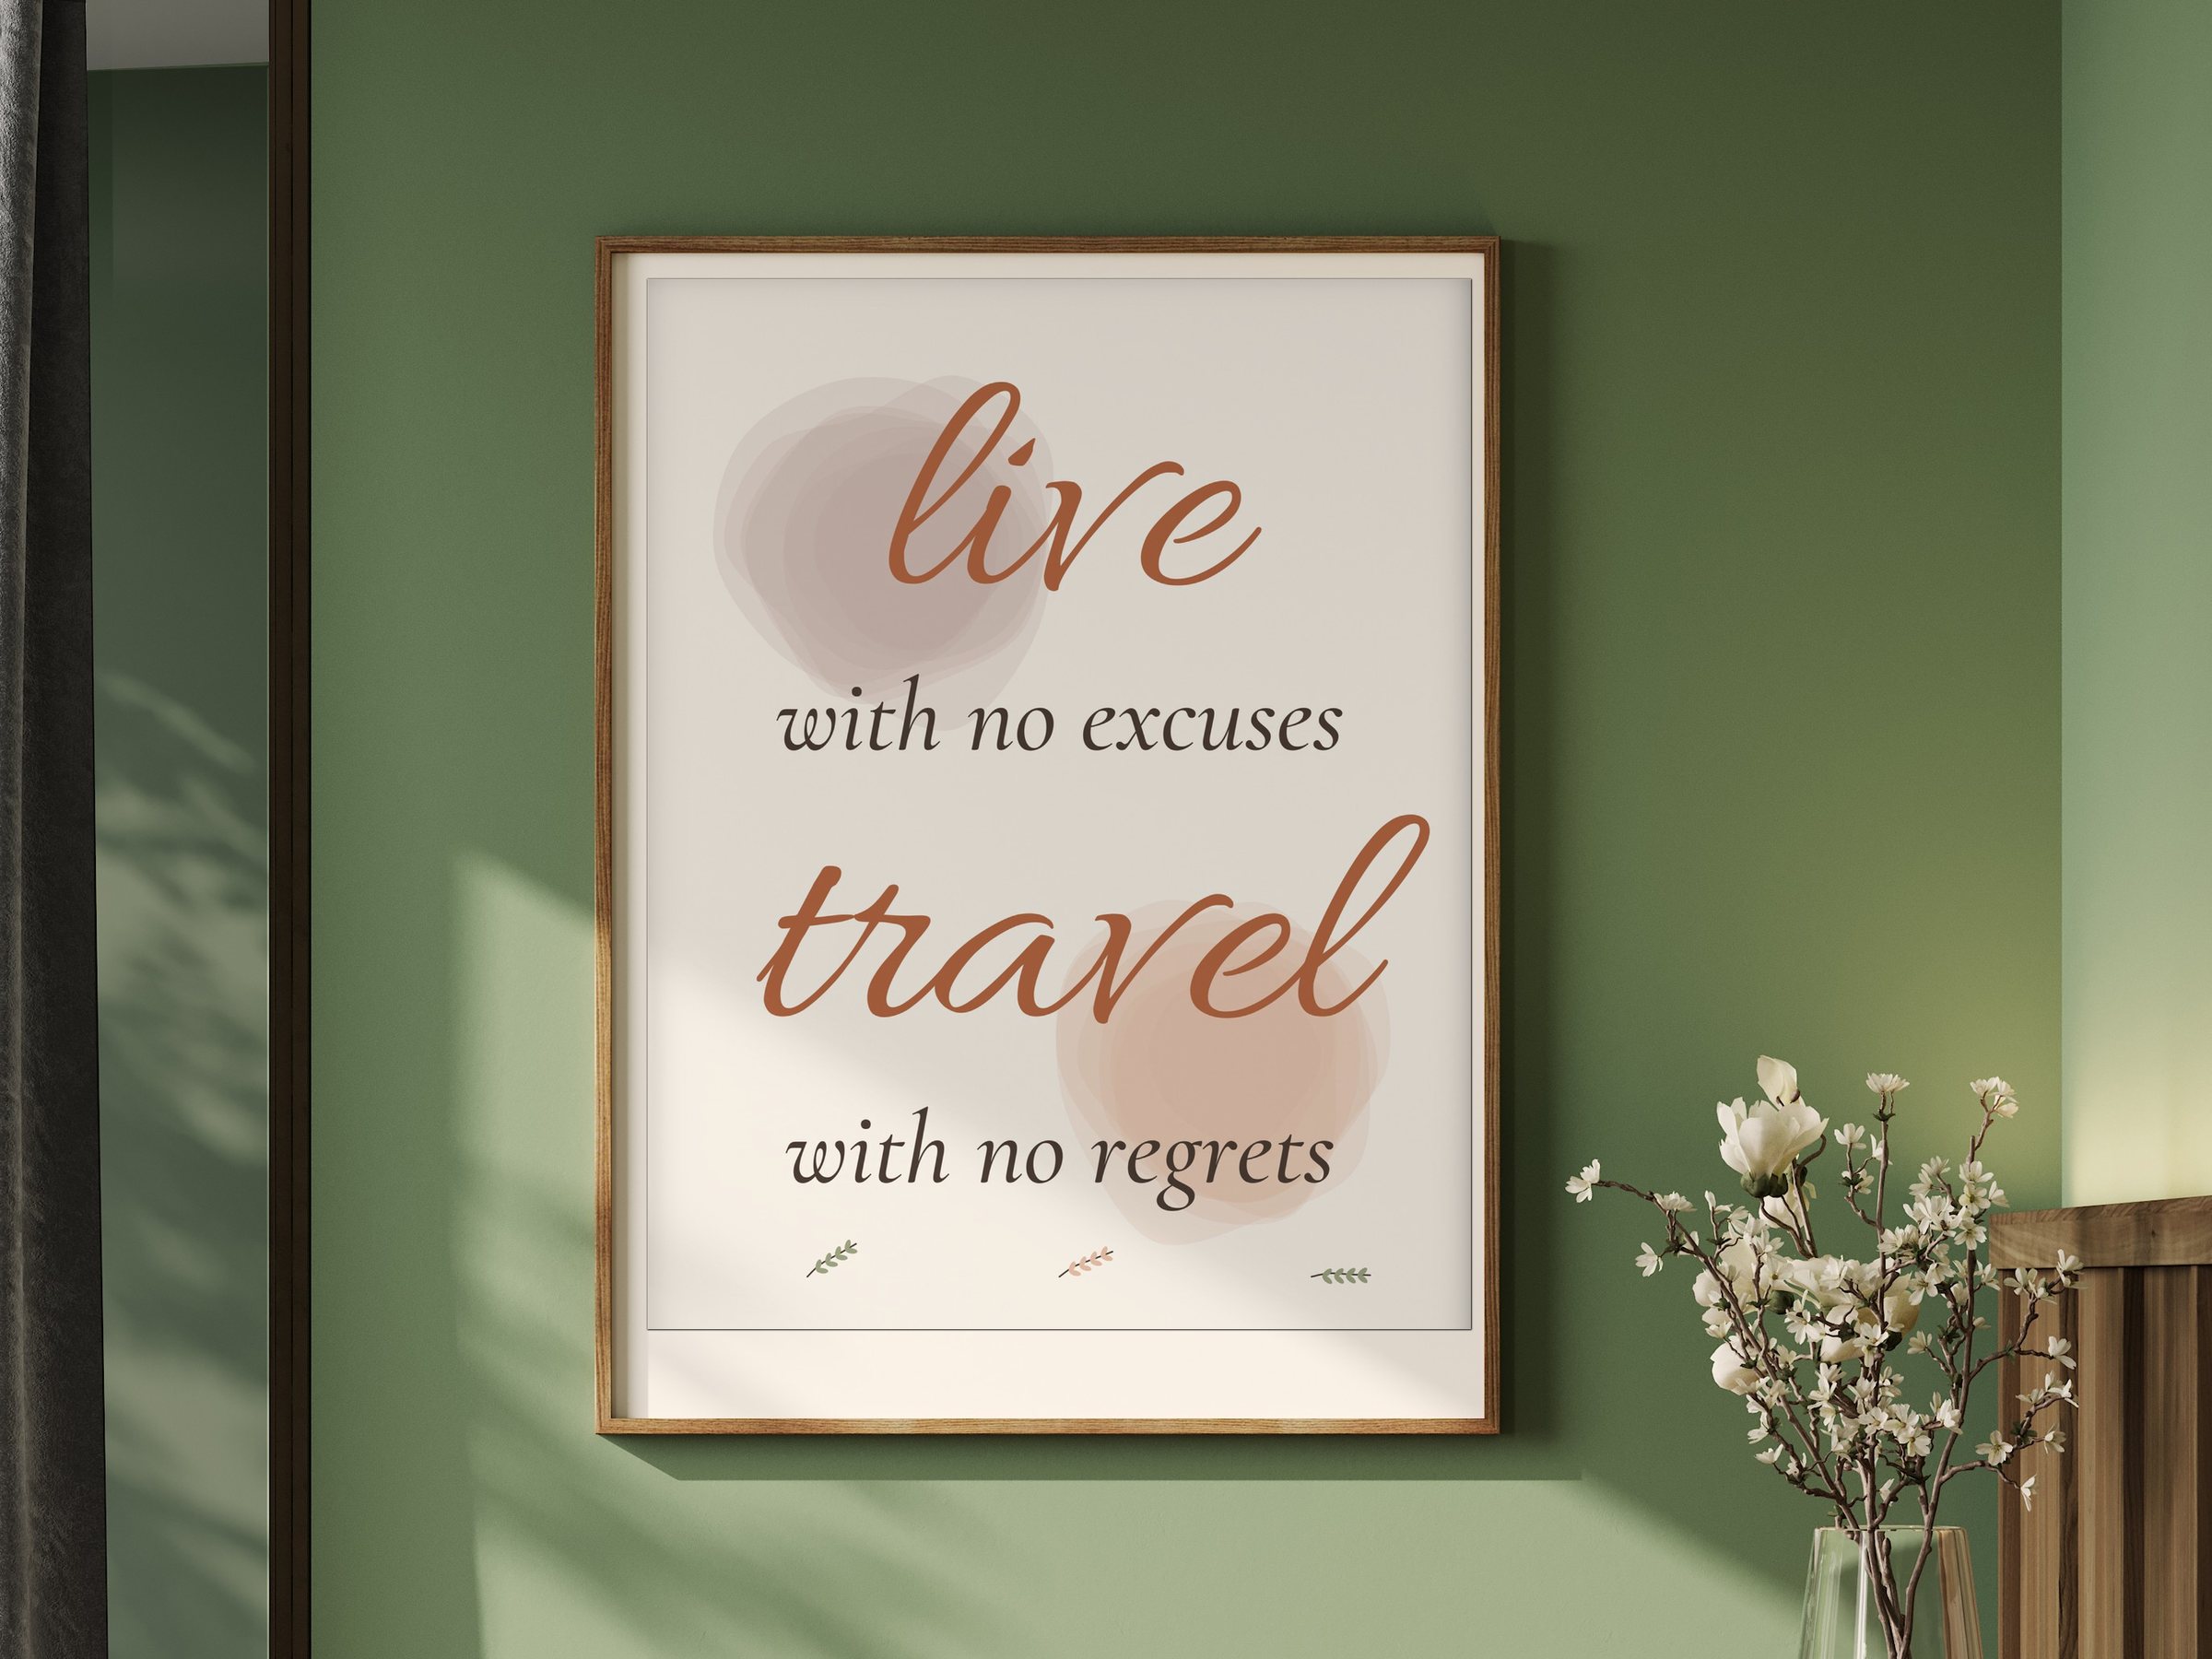 live
with no excuses
travel
with no regrets